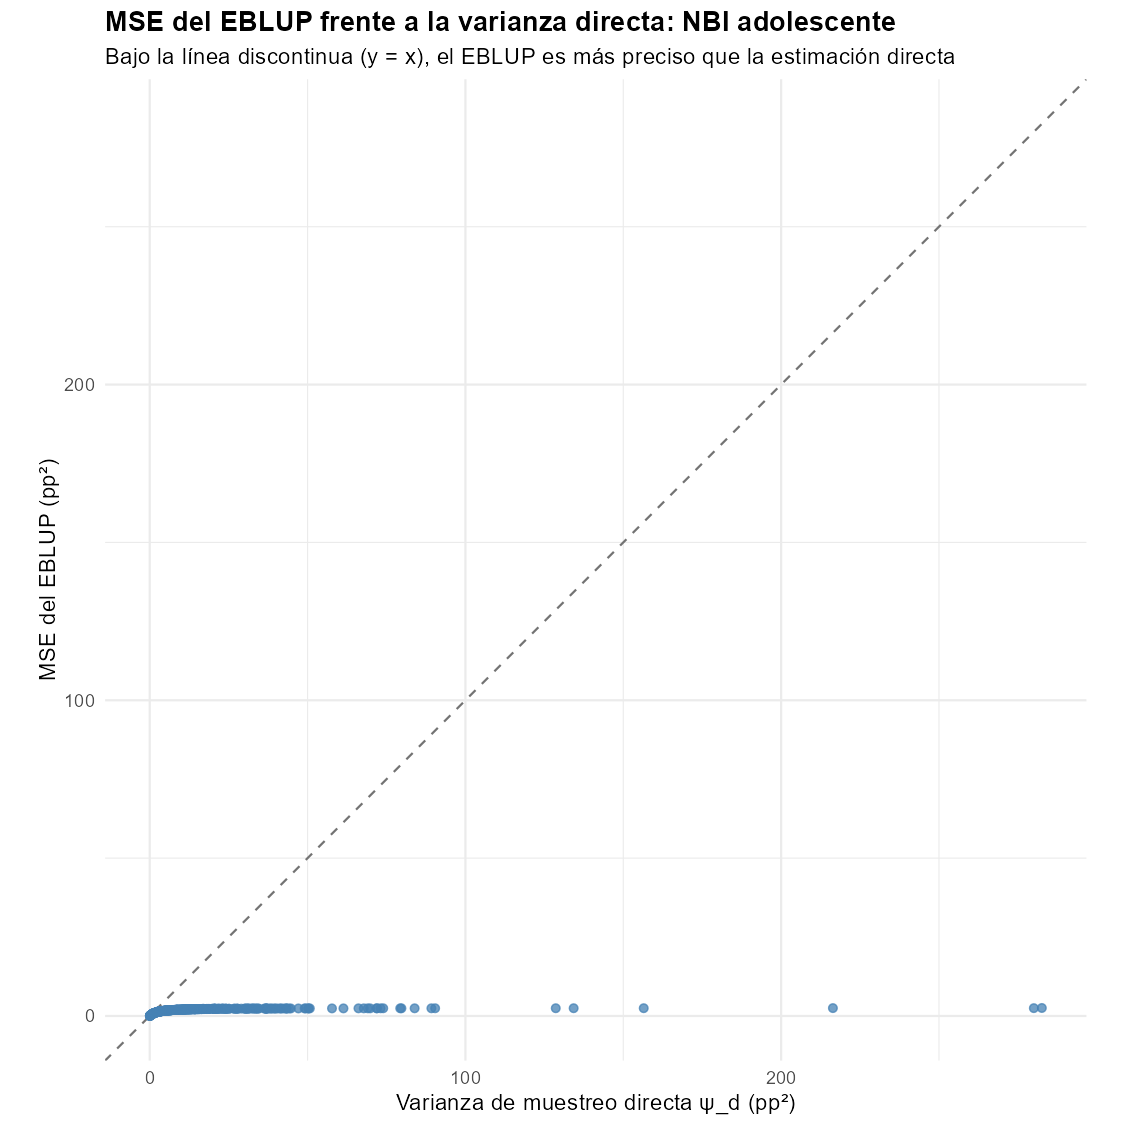 MSE del EBLUP frente a la varianza directa: NBI adolescente
Bajo la línea discontinua (y = x), el EBLUP es más preciso que la estimación directa
MSE del EBLUP (pp²)
200
100
0
0
100
200
Varianza de muestreo directa ψ_d (pp²)